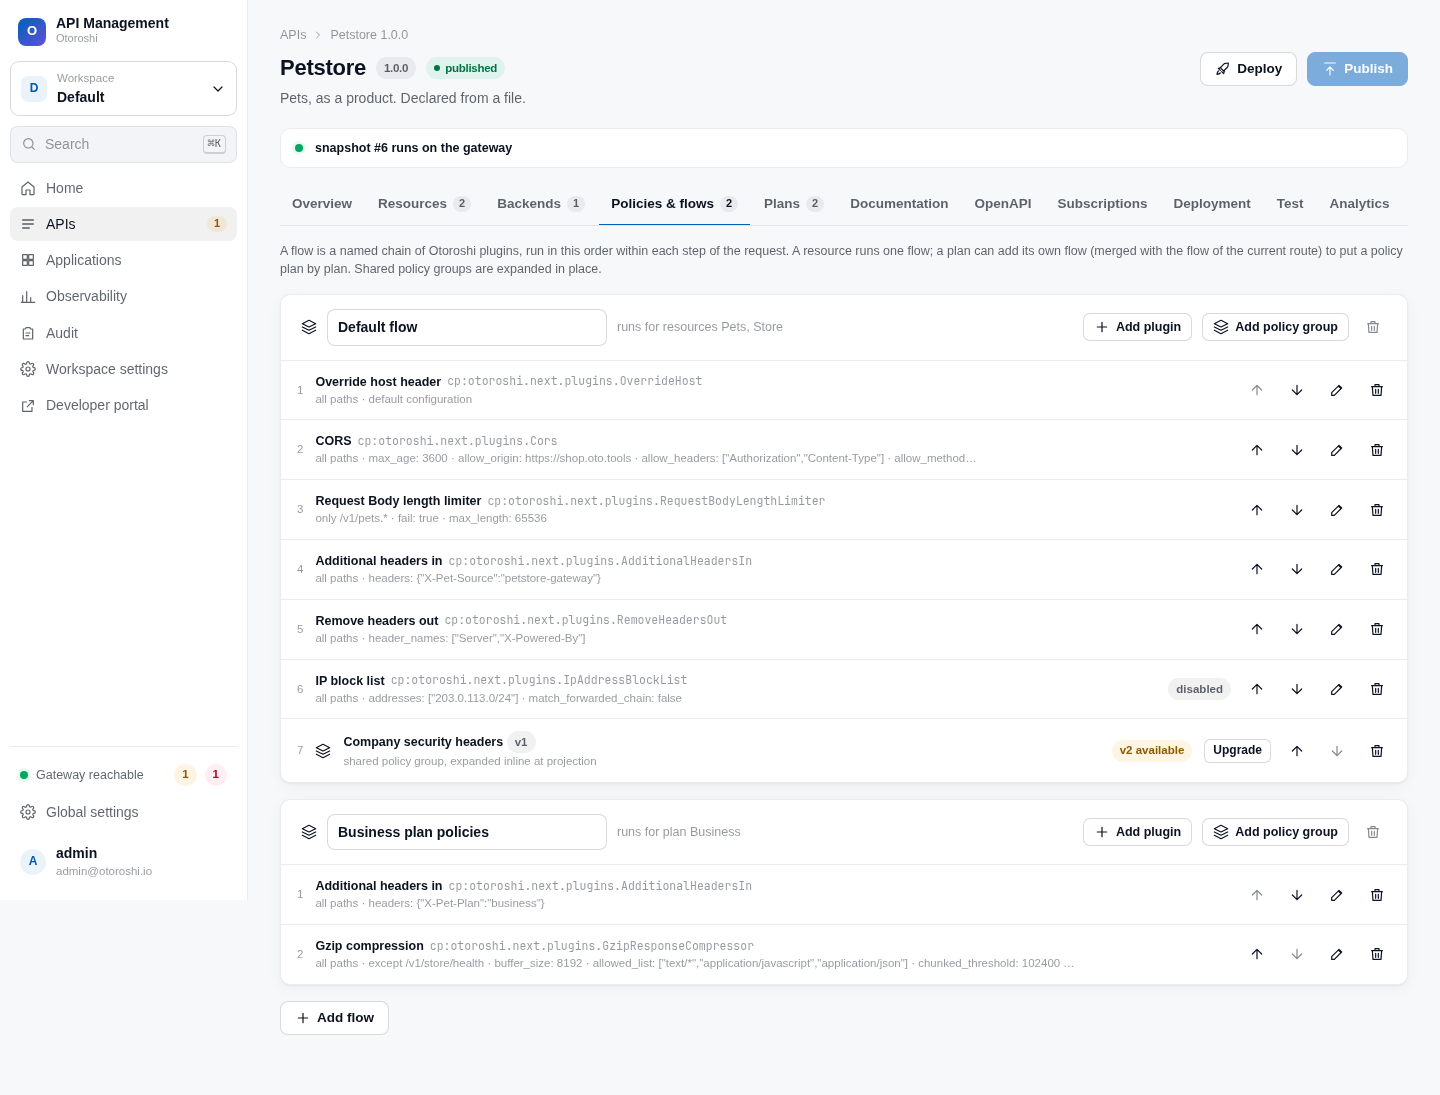 O
API Management
Otoroshi
D
Workspace
Default
Search
⌘K
Home
APIs 1
Applications
Observability
Audit
Workspace settings
Developer portal
Gateway reachable 1 1
Global settings
A
admin
admin@otoroshi.io
APIs > Petstore 1.0.0
Petstore 1.0.0 published
Deploy
Publish
Pets, as a product. Declared from a file.
snapshot #6 runs on the gateway
Overview Resources 2 Backends 1 Policies & flows 2 Plans 2 Documentation OpenAPI Subscriptions Deployment Test Analytics
A flow is a named chain of Otoroshi plugins, run in this order within each step of the request. A resource runs one flow; a plan can add its own flow (merged with the flow of the current route) to put a policy
plan by plan. Shared policy groups are expanded in place.
Default flow runs for resources Pets, Store Add plugin Add policy group
1 Override host header cp:otoroshi.next.plugins.OverrideHost
all paths · default configuration
2 CORS cp:otoroshi.next.plugins.Cors
all paths · max_age: 3600 · allow_origin: https://shop.oto.tools · allow_headers: ["Authorization","Content-Type"] · allow_method…
3 Request Body length limiter cp:otoroshi.next.plugins.RequestBodyLengthLimiter
only /v1/pets.* · fail: true · max_length: 65536
4 Additional headers in cp:otoroshi.next.plugins.AdditionalHeadersIn
all paths · headers: {"X-Pet-Source":"petstore-gateway"}
5 Remove headers out cp:otoroshi.next.plugins.RemoveHeadersOut
all paths · header_names: ["Server","X-Powered-By"]
6 IP block list cp:otoroshi.next.plugins.IpAddressBlockList disabled
all paths · addresses: ["203.0.113.0/24"] · match_forwarded_chain: false
7 Company security headers v1 v2 available Upgrade
shared policy group, expanded inline at projection
Business plan policies runs for plan Business Add plugin Add policy group
1 Additional headers in cp:otoroshi.next.plugins.AdditionalHeadersIn
all paths · headers: {"X-Pet-Plan":"business"}
2 Gzip compression cp:otoroshi.next.plugins.GzipResponseCompressor
all paths · except /v1/store/health · buffer_size: 8192 · allowed_list: ["text/*","application/javascript","application/json"] · chunked_threshold: 102400 …
Add flow